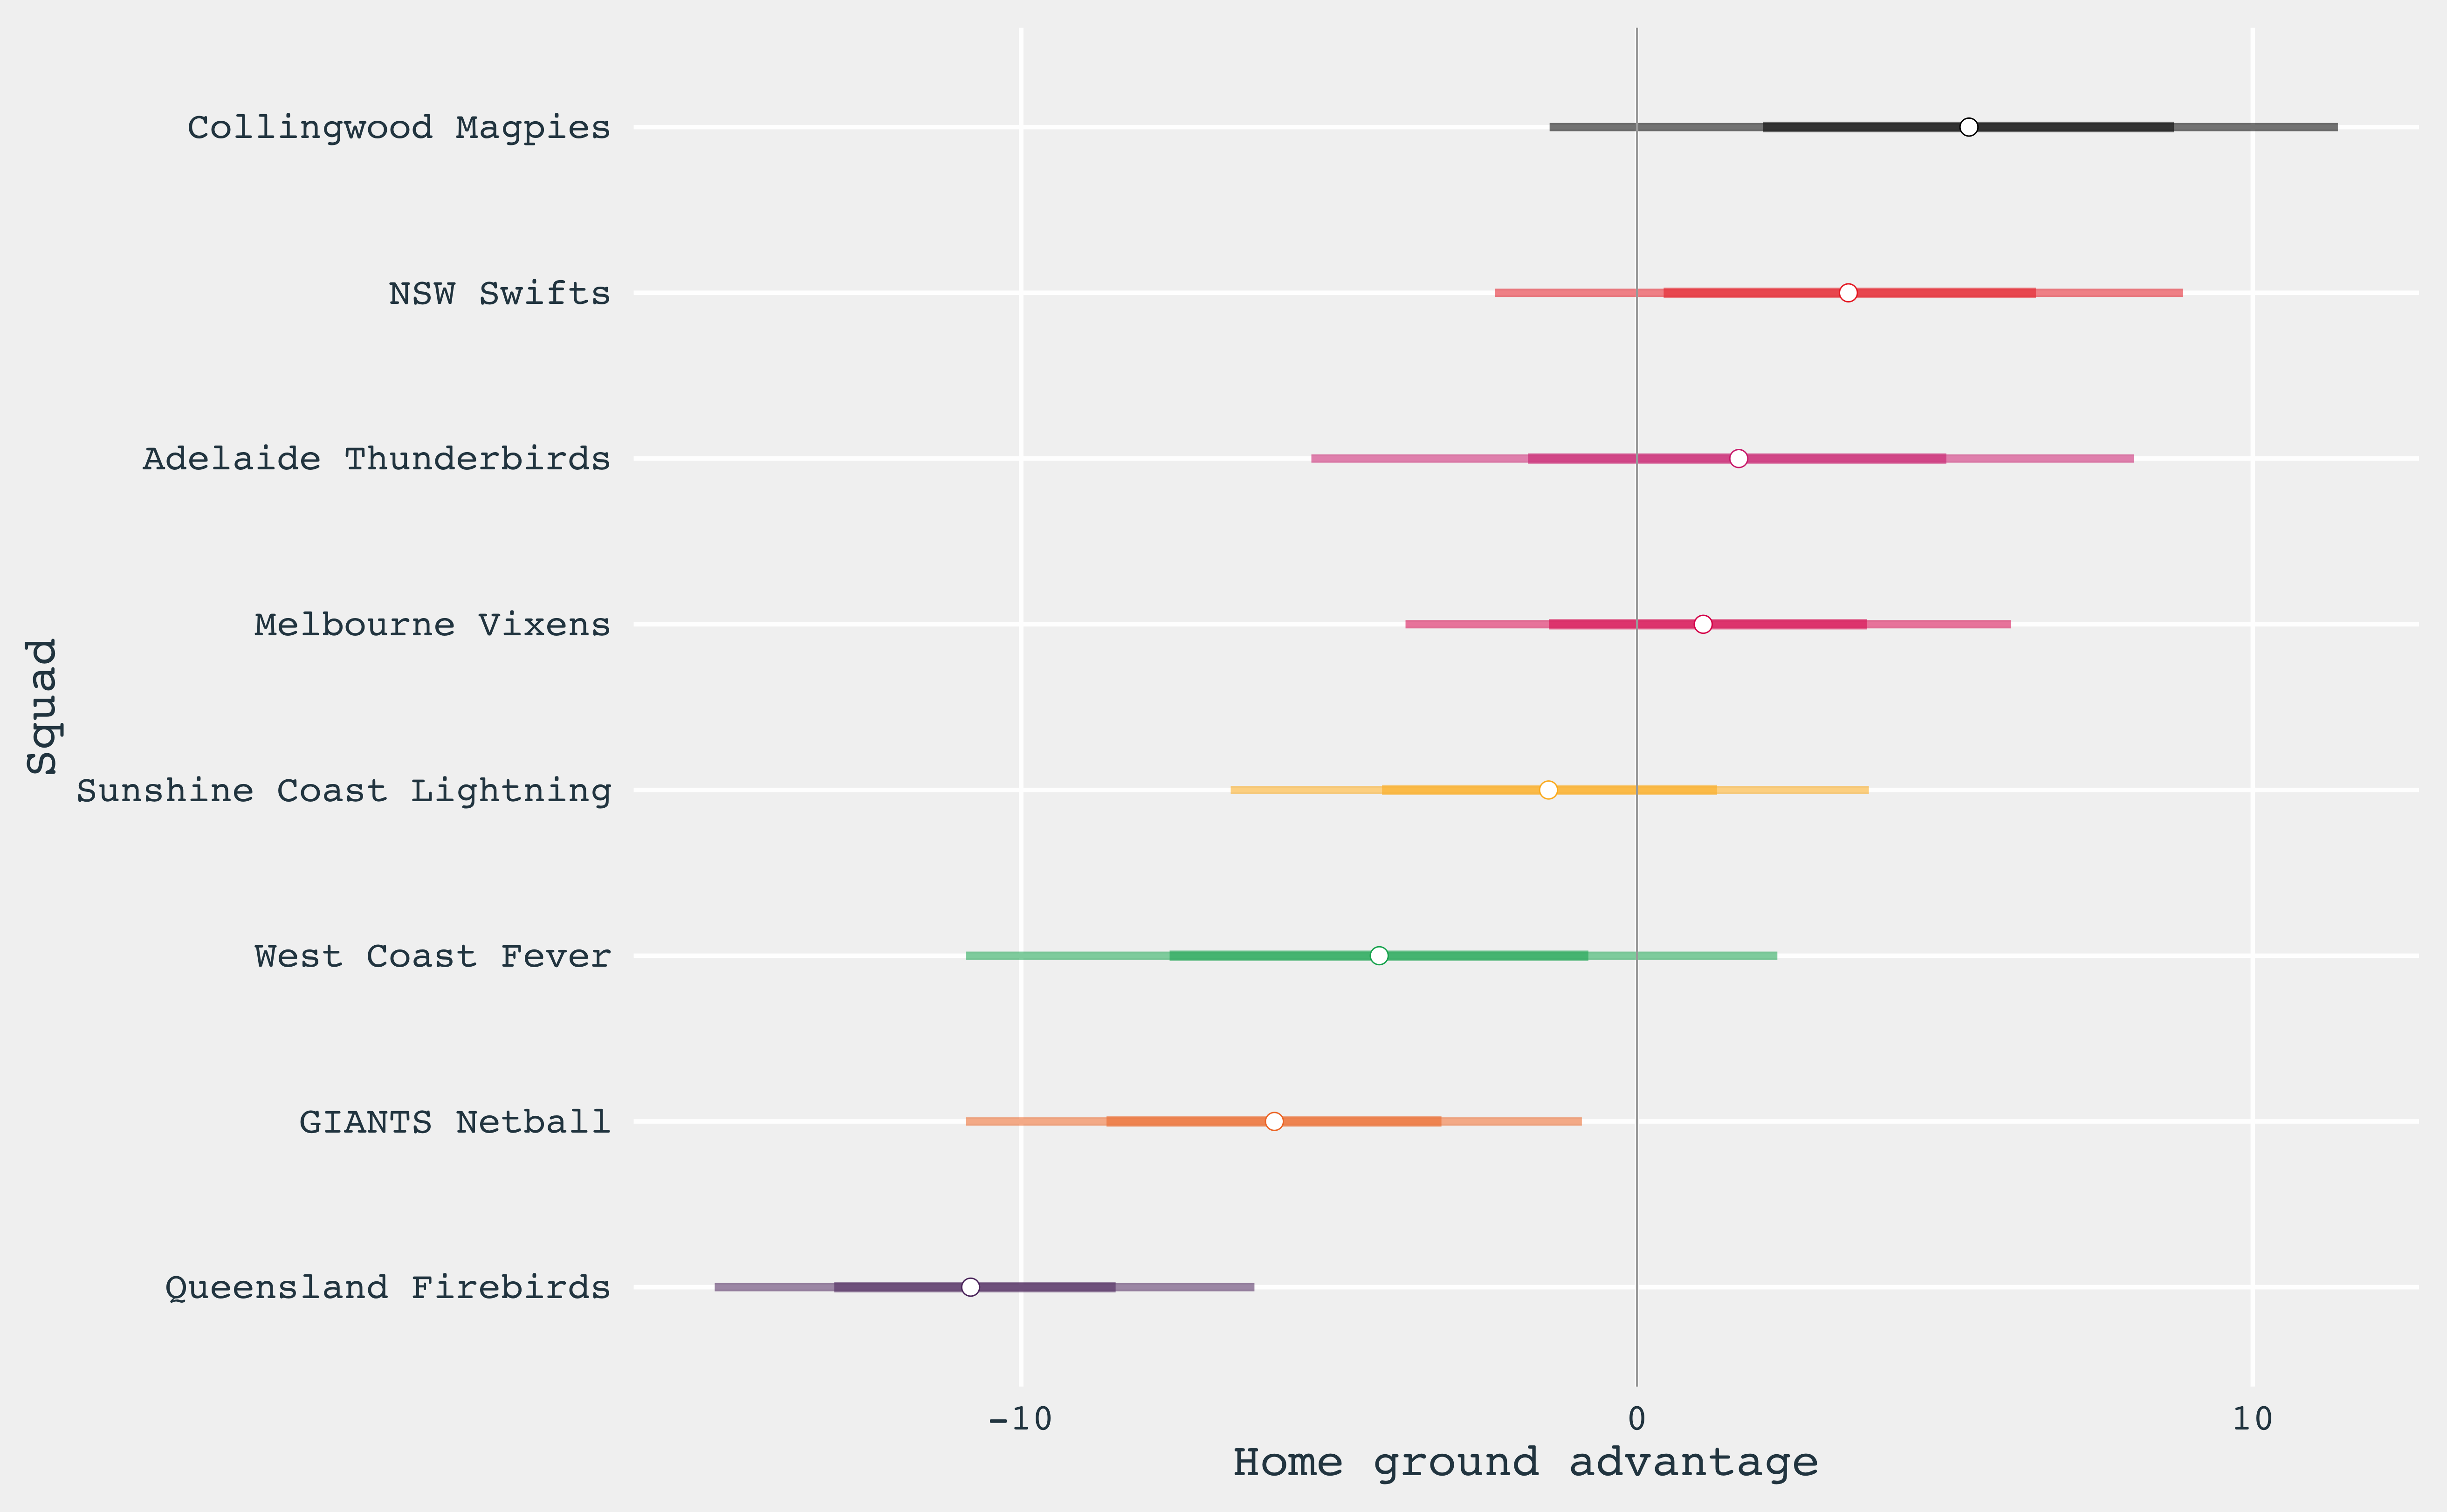 Squad
Collingwood Magpies
NSW Swifts
Adelaide Thunderbirds
Melbourne Vixens
Sunshine Coast Lightning
West Coast Fever
GIANTS Netball
Queensland Firebirds
-10 0 10
Home ground advantage